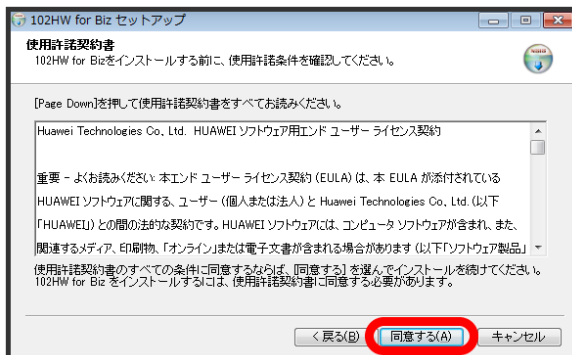 102HW for Biz セットアップ
使用許諾契約書
102HW for Bizをインストールする前に、使用許諾条件を確認してください。
[Page Down]を押して使用許諾契約書をすべてお読みください。
Huawei Technologies Co., Ltd. HUAWEI ソフトウェア用エンド ユーザー ライセンス契約
重要 - よくお読みください: 本エンド ユーザー ライセンス契約 (EULA) は、本 EULA が添付されている
HUAWEI ソフトウェアに関する、ユーザー (個人または法人) と Huawei Technologies Co., Ltd. (以下
「HUAWEI」) との間の法的な契約です。HUAWEI ソフトウェアには、コンピュータ ソフトウェアが含まれ、また、
関連するメディア、印刷物、「オンライン」または電子文書が含まれる場合があります (以下「ソフトウェア製品」
使用許諾契約書のすべての条件に同意するならば、[同意する] を選んでインストールを続けてください。
102HW for Biz をインストールするには、使用許諾契約書に同意する必要があります。
< 戻る(B)
同意する(A)
キャンセル